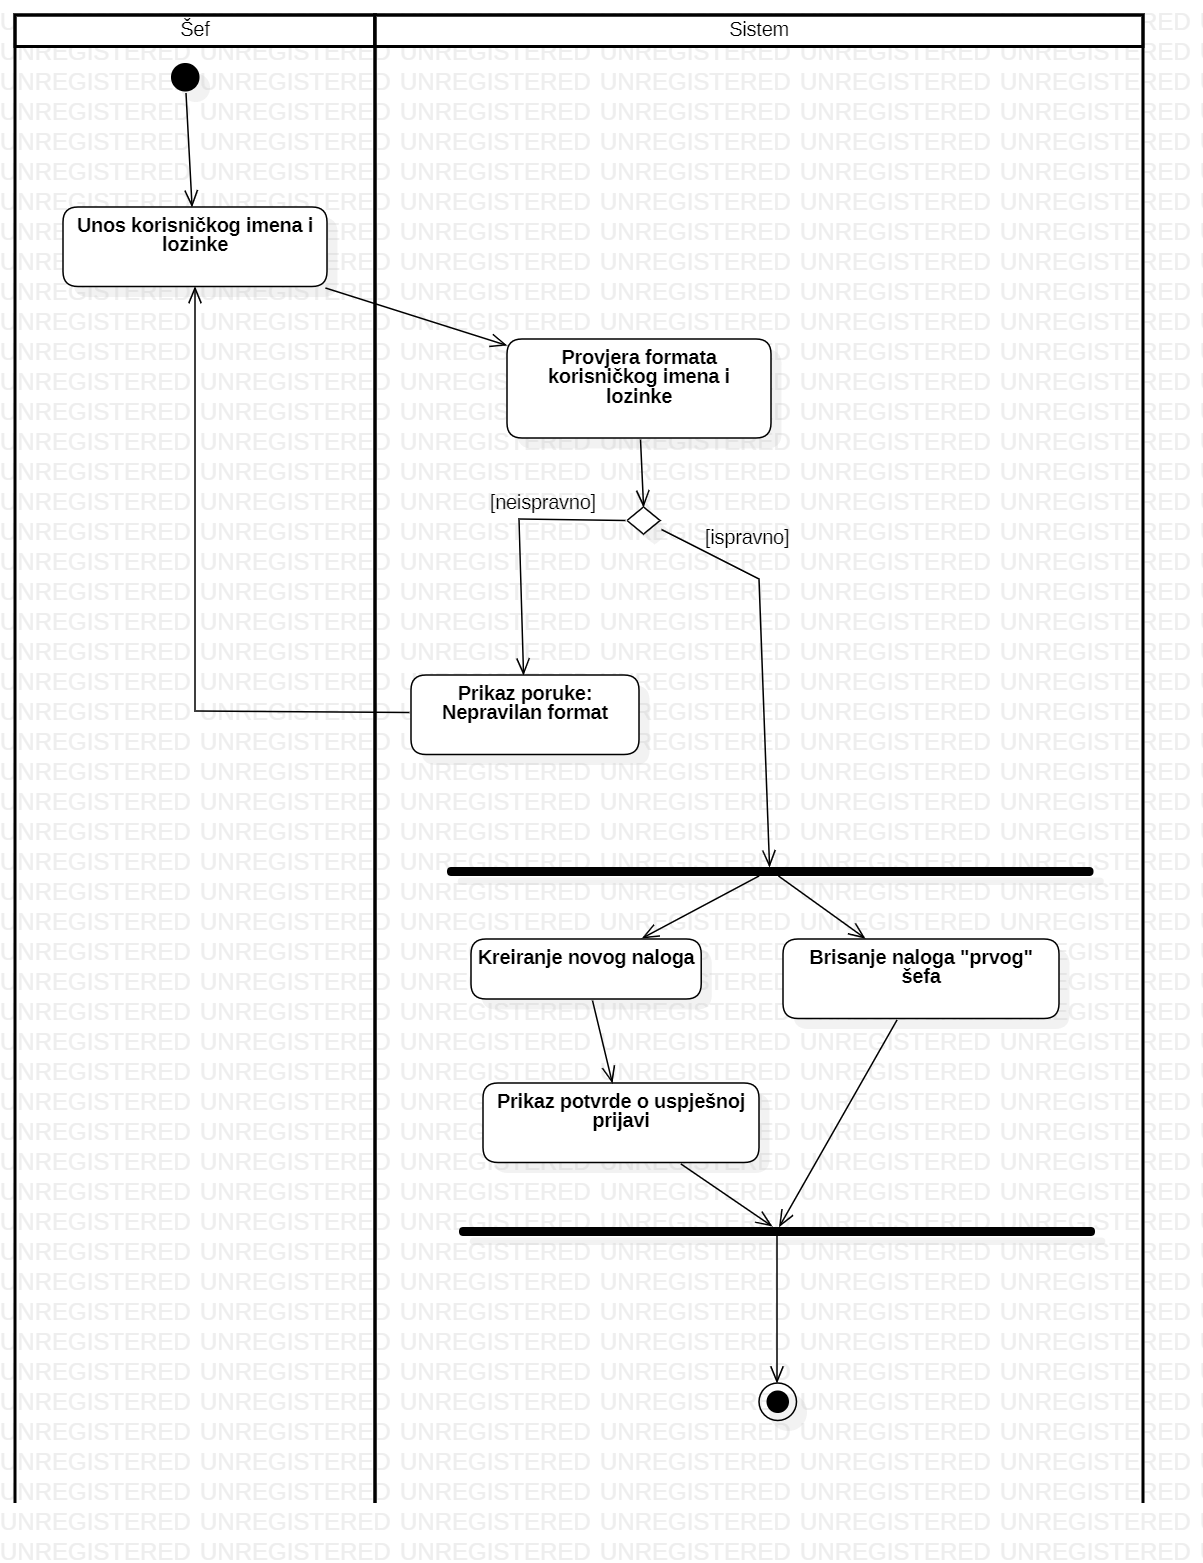 Šef
Sistem
Unos korisničkog imena i
lozinke
Provjera formata
korisničkog imena i
lozinke
[neispravno]
[ispravno]
Prikaz poruke:
Nepravilan format
Kreiranje novog naloga
Brisanje naloga "prvog"
šefa
Prikaz potvrde o uspješnoj
prijavi
UNREGISTERED